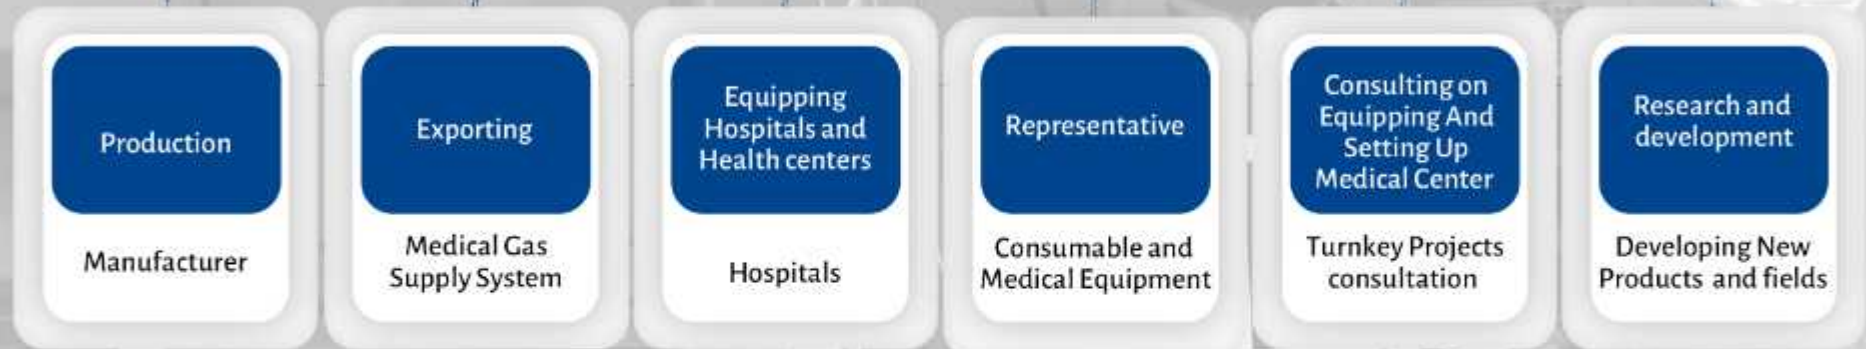 Production
Manufacturer
Exporting
Medical Gas
Supply System
Equipping
Hospitals and
Health centers
Hospitals
Representative
Consumable and
Medical Equipment
Consulting on
Equipping And
Setting Up
Medical Center
Turnkey Projects
consultation
Research and
development
Developing New
Products and fields